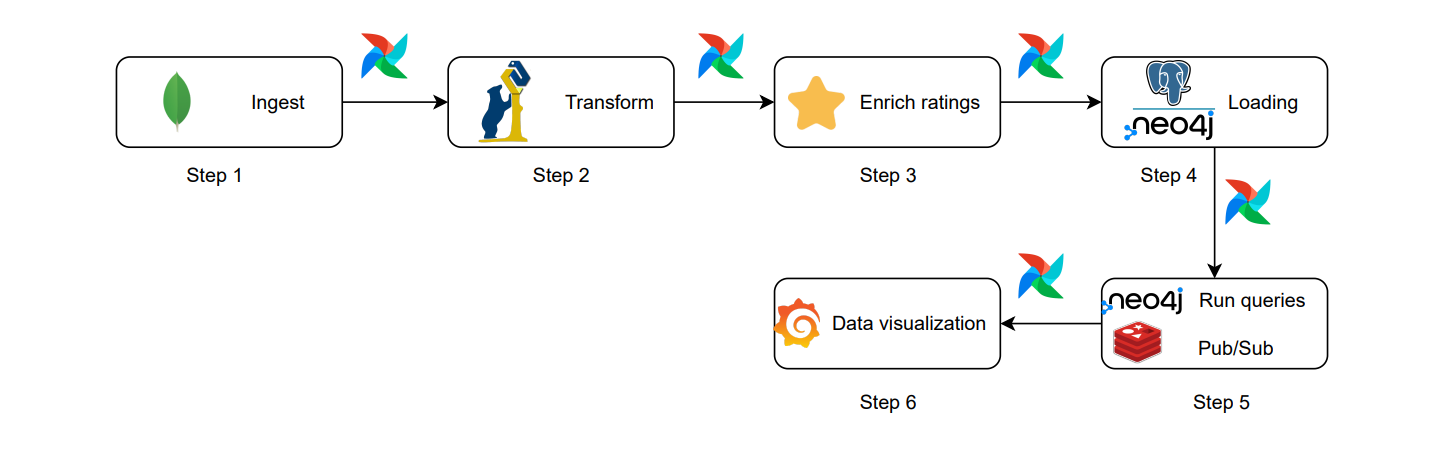 Ingest
Transform
Enrich ratings
neo4j
Loading
Step 1
Step 2
Step 3
Step 4
neo4j
Run queries
Data visualization
Pub/Sub
Step 6
Step 5